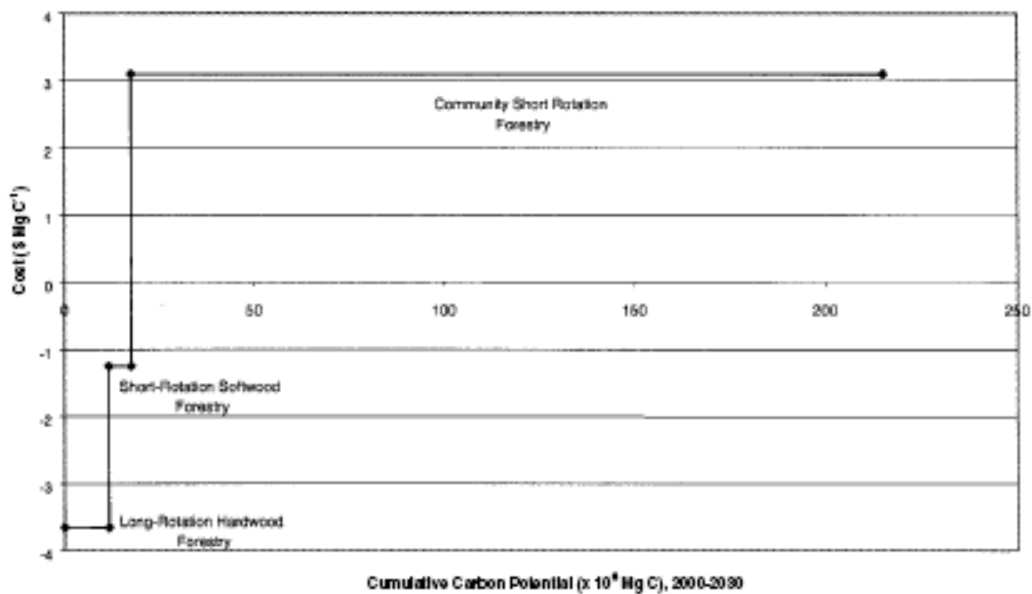 4
3
Community Short Rotation
Forestry
2
1
Cost ($ Mg C⁻¹)
0
0 50 100 150 200 250
-1
Short-Rotation Softwood
Forestry
-2
-3
Long-Rotation Hardwood
Forestry
-4
Cumulative Carbon Potential (x 10⁶ Mg C), 2000-2030